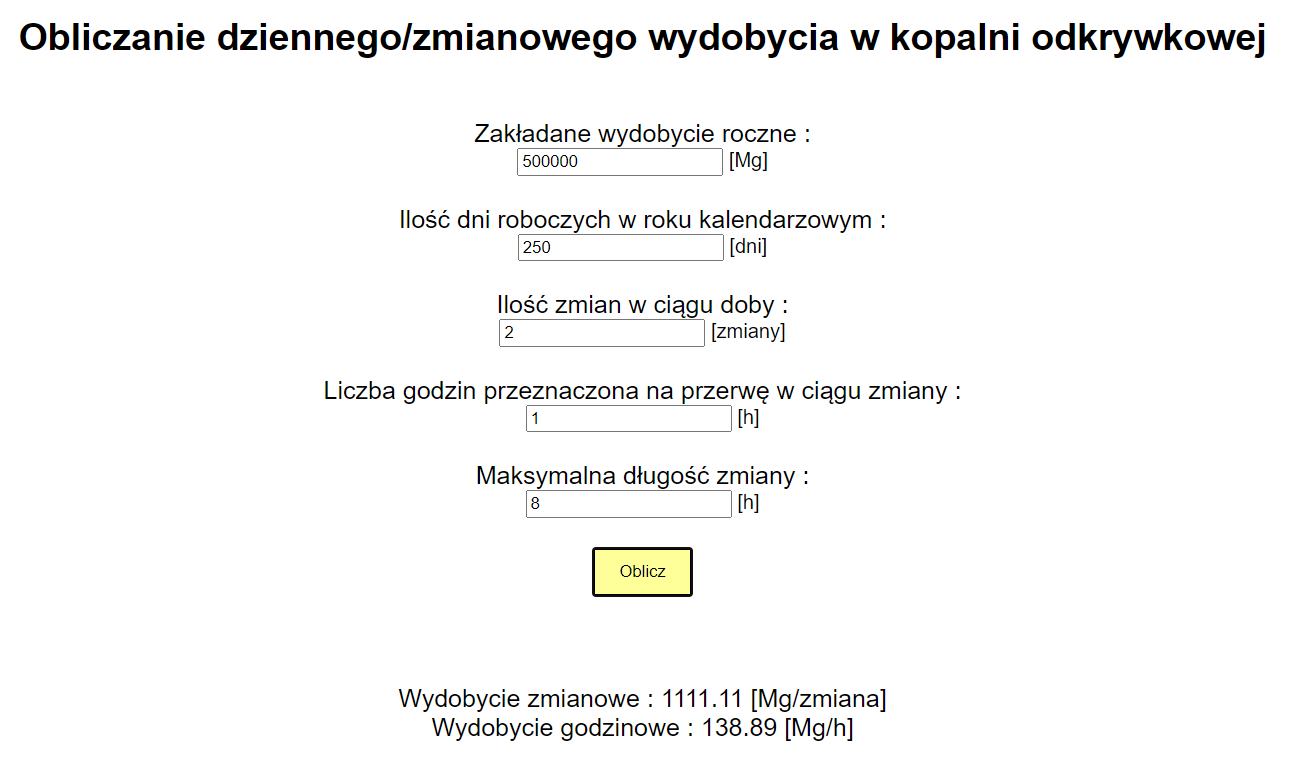 Obliczanie dziennego/zmianowego wydobycia w kopalni odkrywkowej
Zakładane wydobycie roczne :
500000 [Mg]
Ilość dni roboczych w roku kalendarzowym :
250 [dni]
Ilość zmian w ciągu doby :
2 [zmiany]
Liczba godzin przeznaczona na przerwę w ciągu zmiany :
1 [h]
Maksymalna długość zmiany :
8 [h]
Oblicz
Wydobycie zmianowe : 1111.11 [Mg/zmiana]
Wydobycie godzinowe : 138.89 [Mg/h]